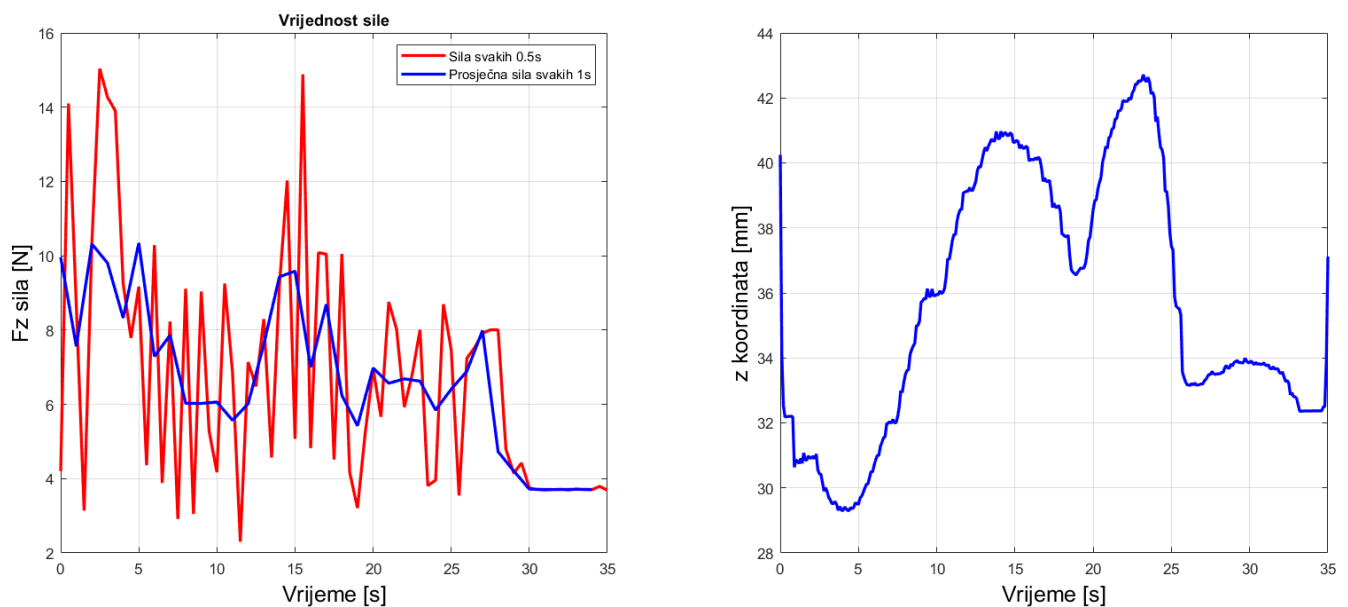 Vrijednost sile
Sila svakih 0.5s
Prosječna sila svakih 1s
Fz sila [N]
16
14
12
10
8
6
4
2
0 5 10 15 20 25 30 35
Vrijeme [s]
z koordinata [mm]
44
42
40
38
36
34
32
30
28
0 5 10 15 20 25 30 35
Vrijeme [s]